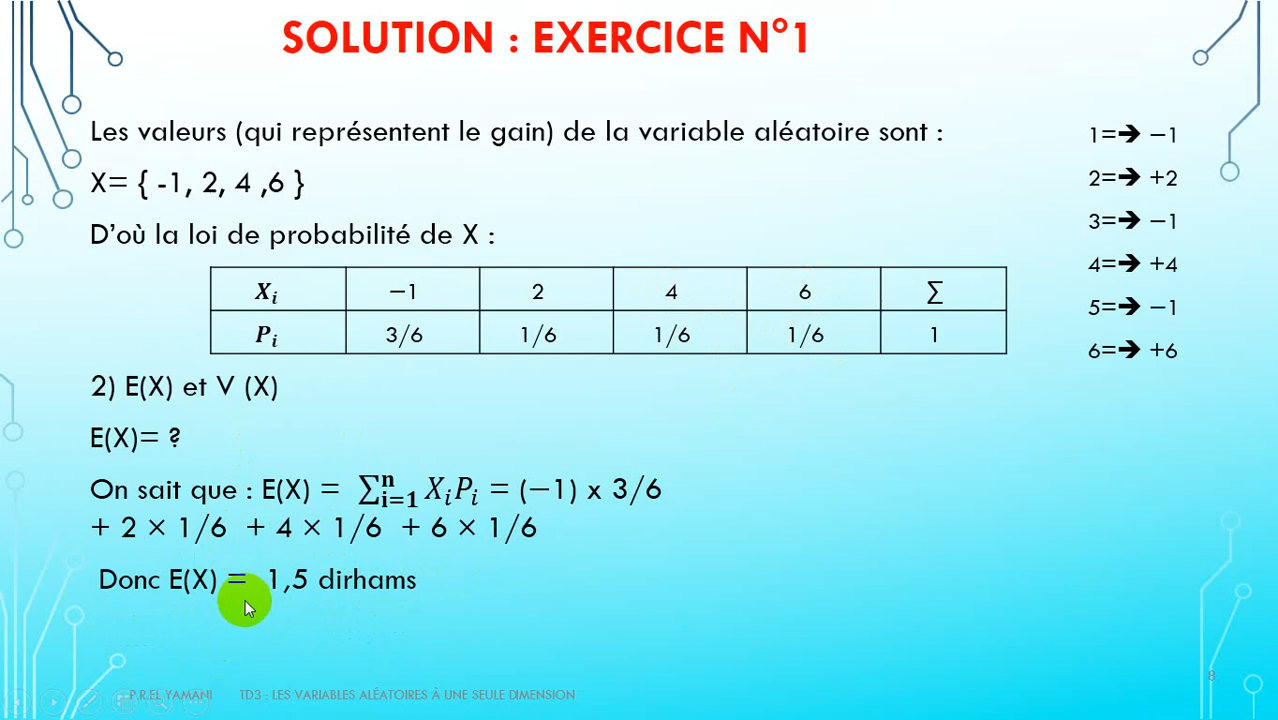 SOLUTION : EXERCICE N°1
Les valeurs (qui représentent le gain) de la variable aléatoire sont :
X= { -1, 2, 4 ,6 }
D'où la loi de probabilité de X :
Xᵢ −1 2 4 6 ∑
Pᵢ 3/6 1/6 1/6 1/6 1
2) E(X) et V (X)
E(X)= ?
On sait que : E(X) = ∑ⁿᵢ₌₁ XᵢPᵢ = (−1) x 3/6
+ 2 × 1/6 + 4 × 1/6 + 6 × 1/6
Donc E(X) = 1,5 dirhams
1=➔ −1
2=➔ +2
3=➔ −1
4=➔ +4
5=➔ −1
6=➔ +6
P.R.EL YAMANI TD3 : LES VARIABLES ALÉATOIRES À UNE SEULE DIMENSION
8